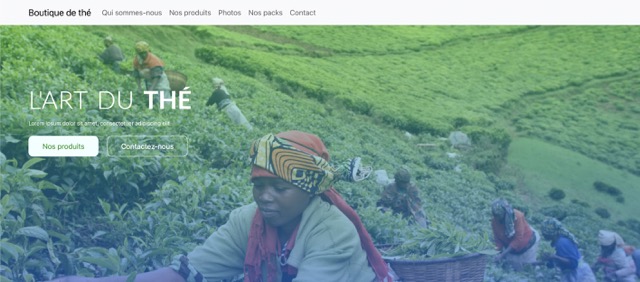 Boutique de thé Qui sommes-nous Nos produits Photos Nos packs Contact
L'ART DU THÉ
Lorem ipsum dolor sit amet, consectetur adipiscing elit
Nos produits Contactez-nous